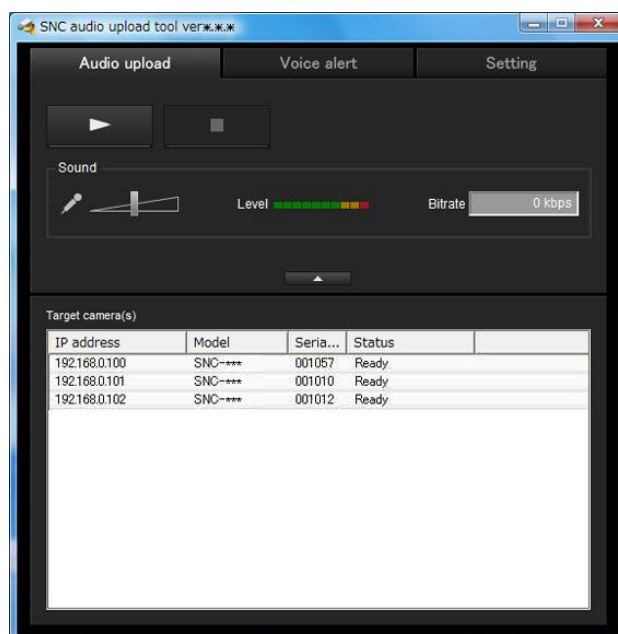 SNC audio upload tool ver*.*.*
Audio upload Voice alert Setting
Sound
Level Bitrate 0 kbps
Target camera(s)
IP address Model Seria... Status
192.168.0.100 SNC-*** 001057 Ready
192.168.0.101 SNC-*** 001010 Ready
192.168.0.102 SNC-*** 001012 Ready